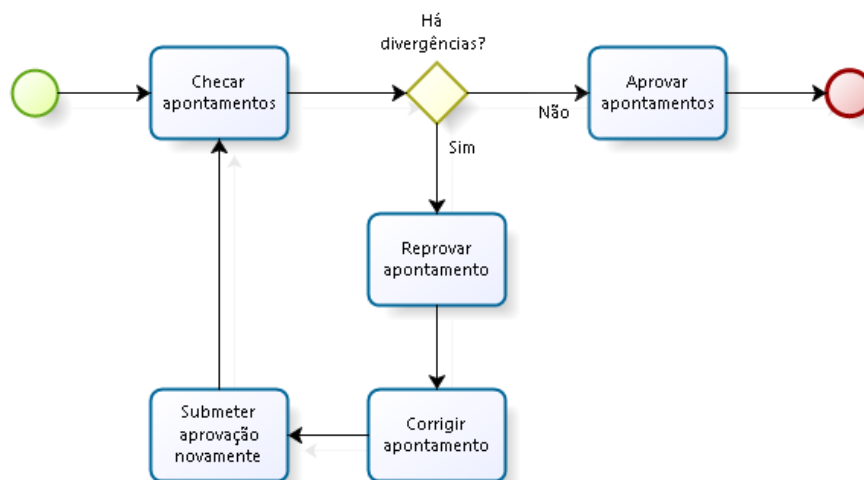 Há
divergências?
Checar
apontamentos
Aprovar
apontamentos
Não
Sim
Reprovar
apontamento
Submeter
aprovação
novamente
Corrigir
apontamento